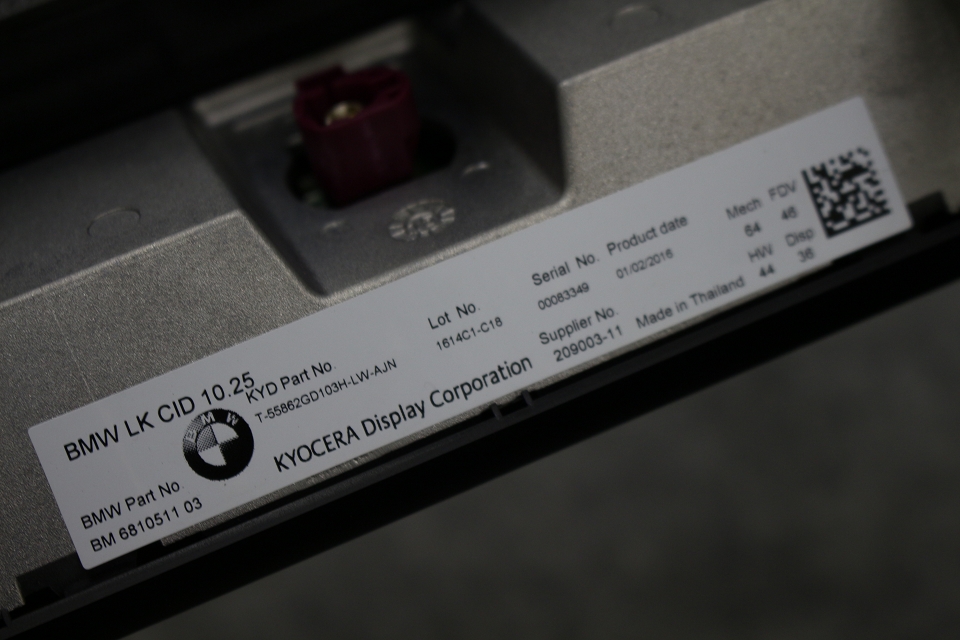 BMW LK CID 10.25
BMW
BMW Part No.
BM 6810511 03
KYD Part No.
T-55862GD103H-LW-AJN
KYOCERA Display Corporation
Lot No.
1614C1-C18
Serial No.
00083349
Product date
01/02/2016
Supplier No.
209003-11
Made in Thailand
Mech FDV
64 46
HW Disp
44 38